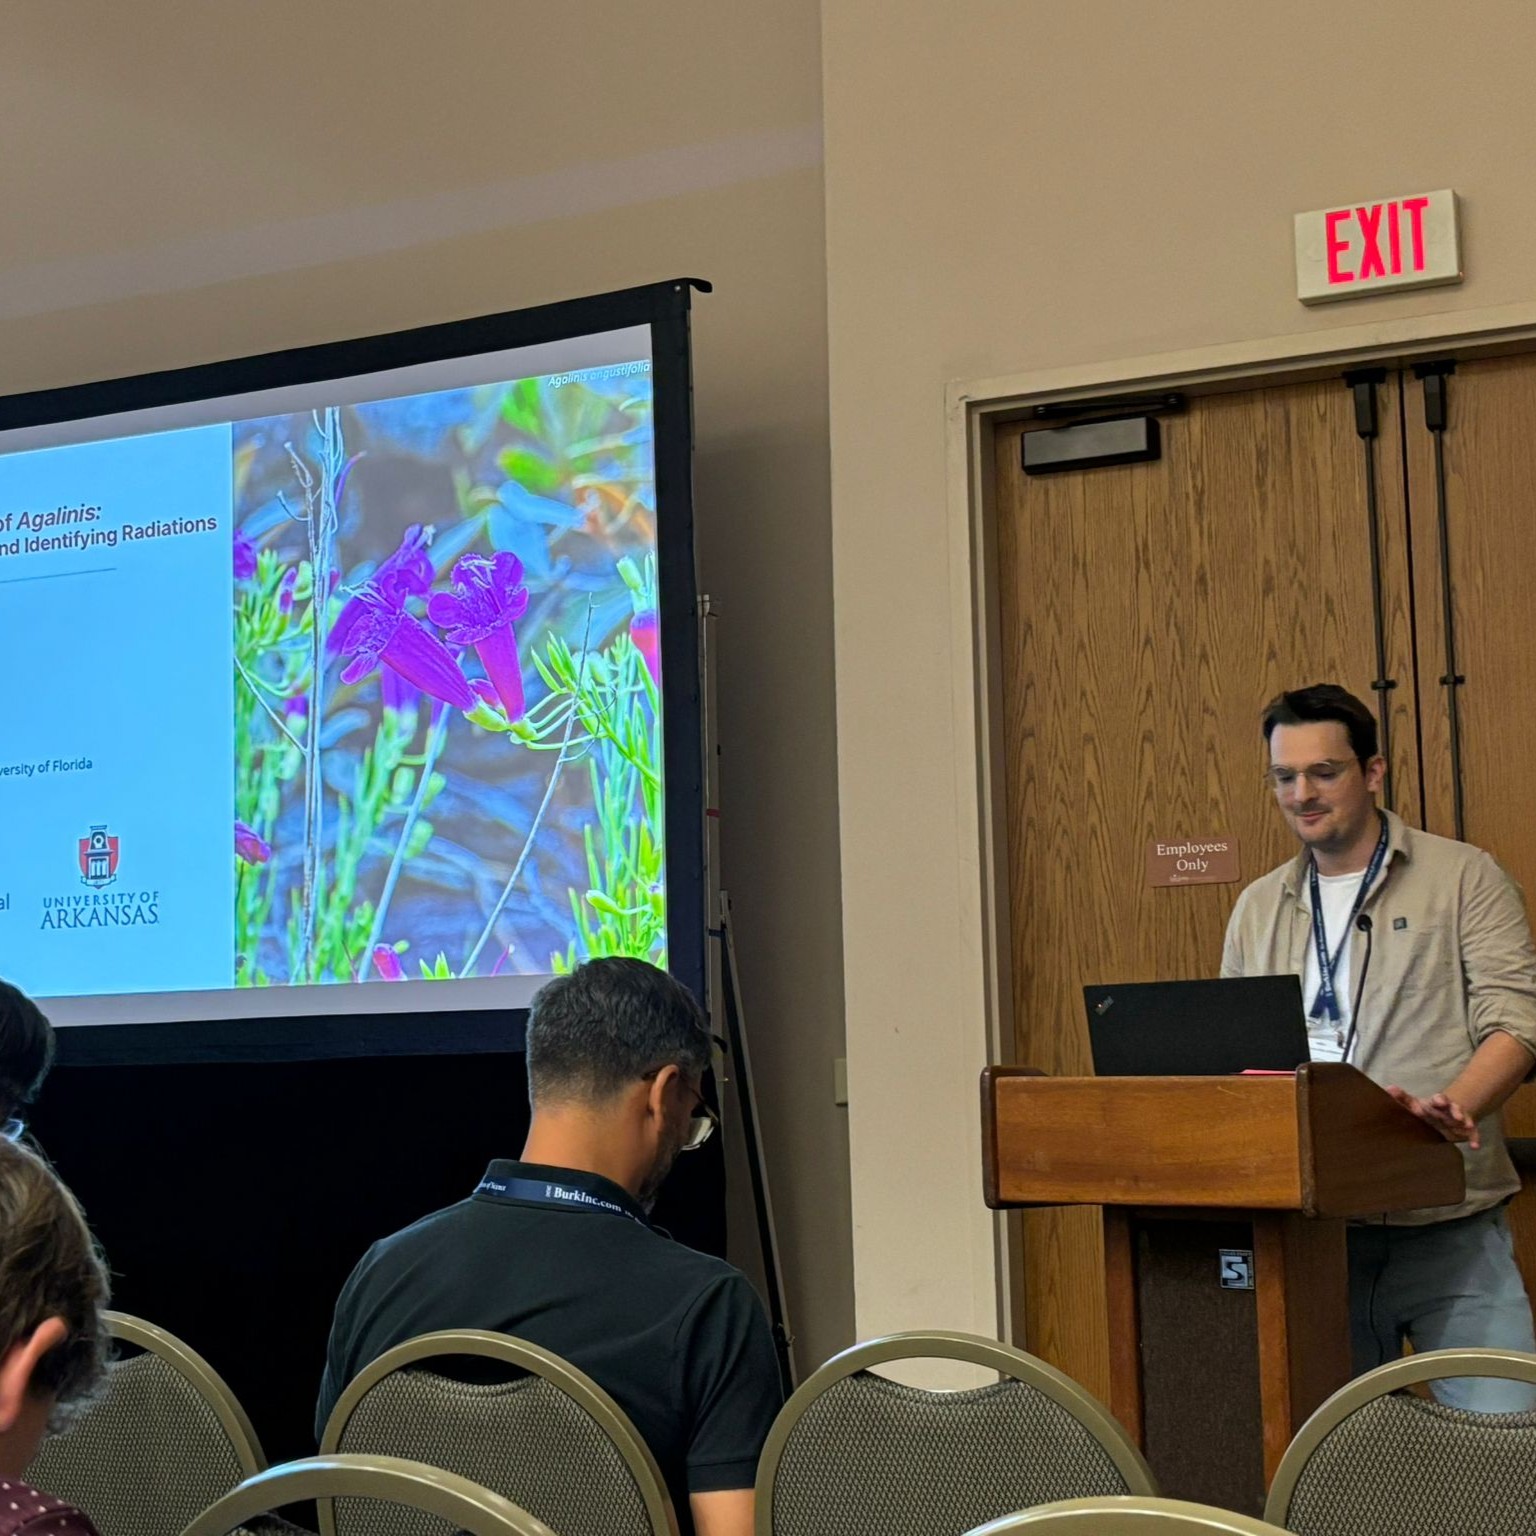 EXIT
Agalinis angustifolia
of Agalinis:
nd Identifying Radiations
versity of Florida
al
UNIVERSITY OF
ARKANSAS
Employees
Only
BurkInc.com